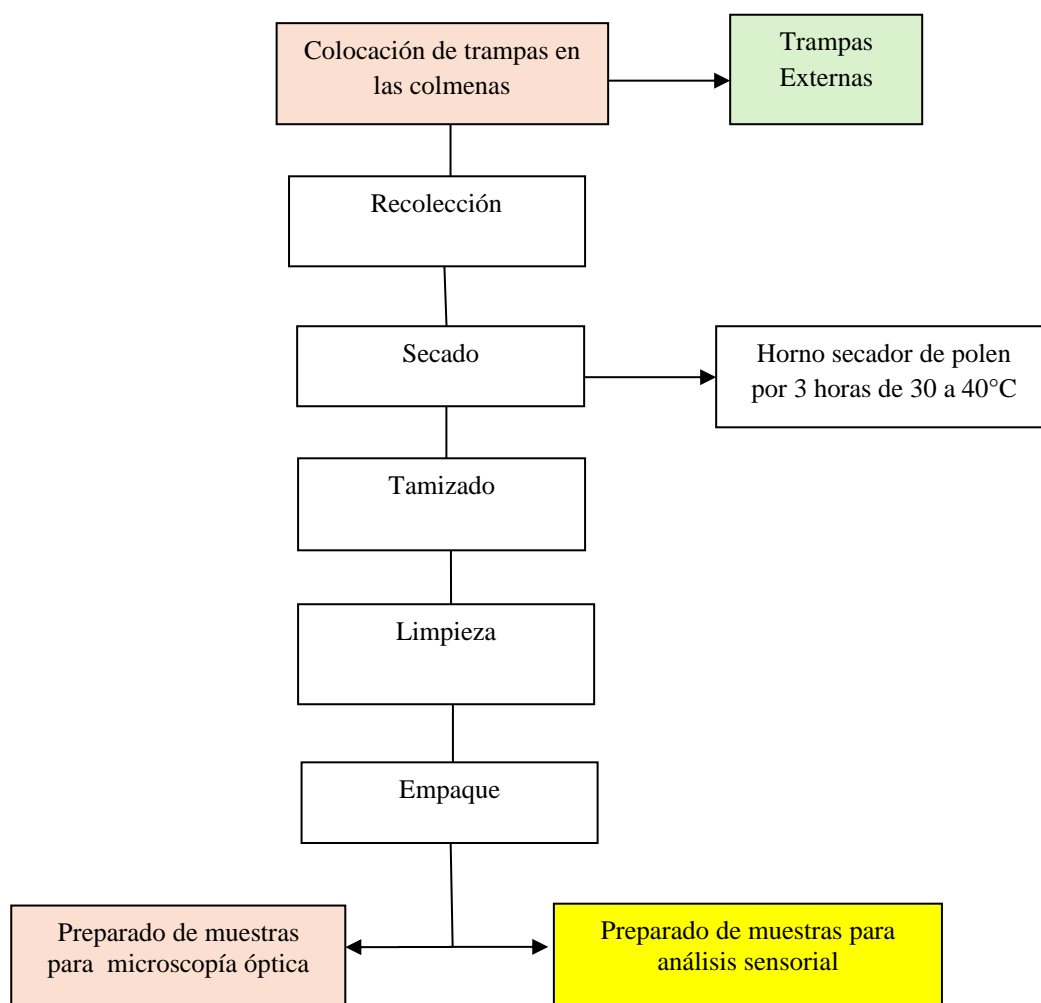 Colocación de trampas en
las colmenas
Trampas
Externas
Recolección
Secado
Horno secador de polen
por 3 horas de 30 a 40°C
Tamizado
Limpieza
Empaque
Preparado de muestras
para microscopía óptica
Preparado de muestras para
análisis sensorial